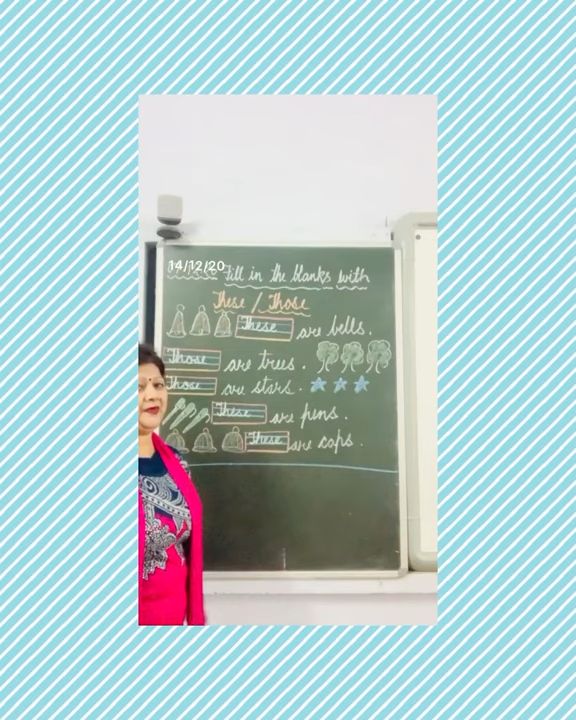 14/12/20
Fill in the blanks with
These / Those
These are bells.
Those are trees.
Those are stars.
These are pens.
These are caps.